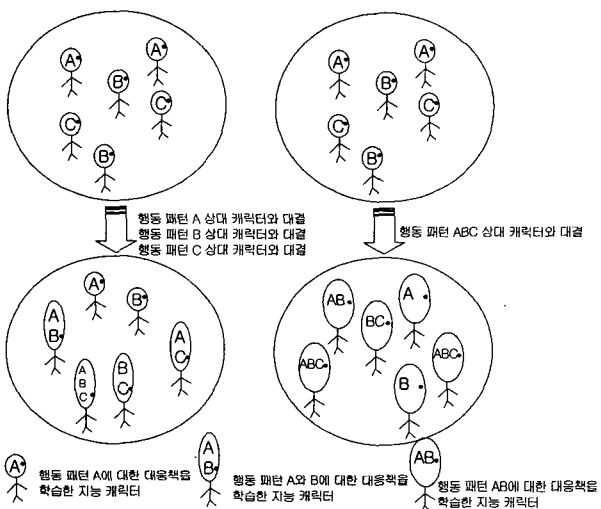 A
A
B
C
C
B
A
A
B
C
C
B
행동 패턴 A 상대 캐릭터와 대결
행동 패턴 B 상대 캐릭터와 대결
행동 패턴 C 상대 캐릭터와 대결
행동 패턴 ABC 상대 캐릭터와 대결
A
B
A
B
A
C
A
B
C
B
C
AB
A
BC
ABC
ABC
B
A
행동 패턴 A에 대한 대응책을
학습한 지능 캐릭터
A
B
행동 패턴 A와 B에 대한 대응책을
학습한 지능 캐릭터
AB
행동 패턴 AB에 대한 대응책을
학습한 지능 캐릭터